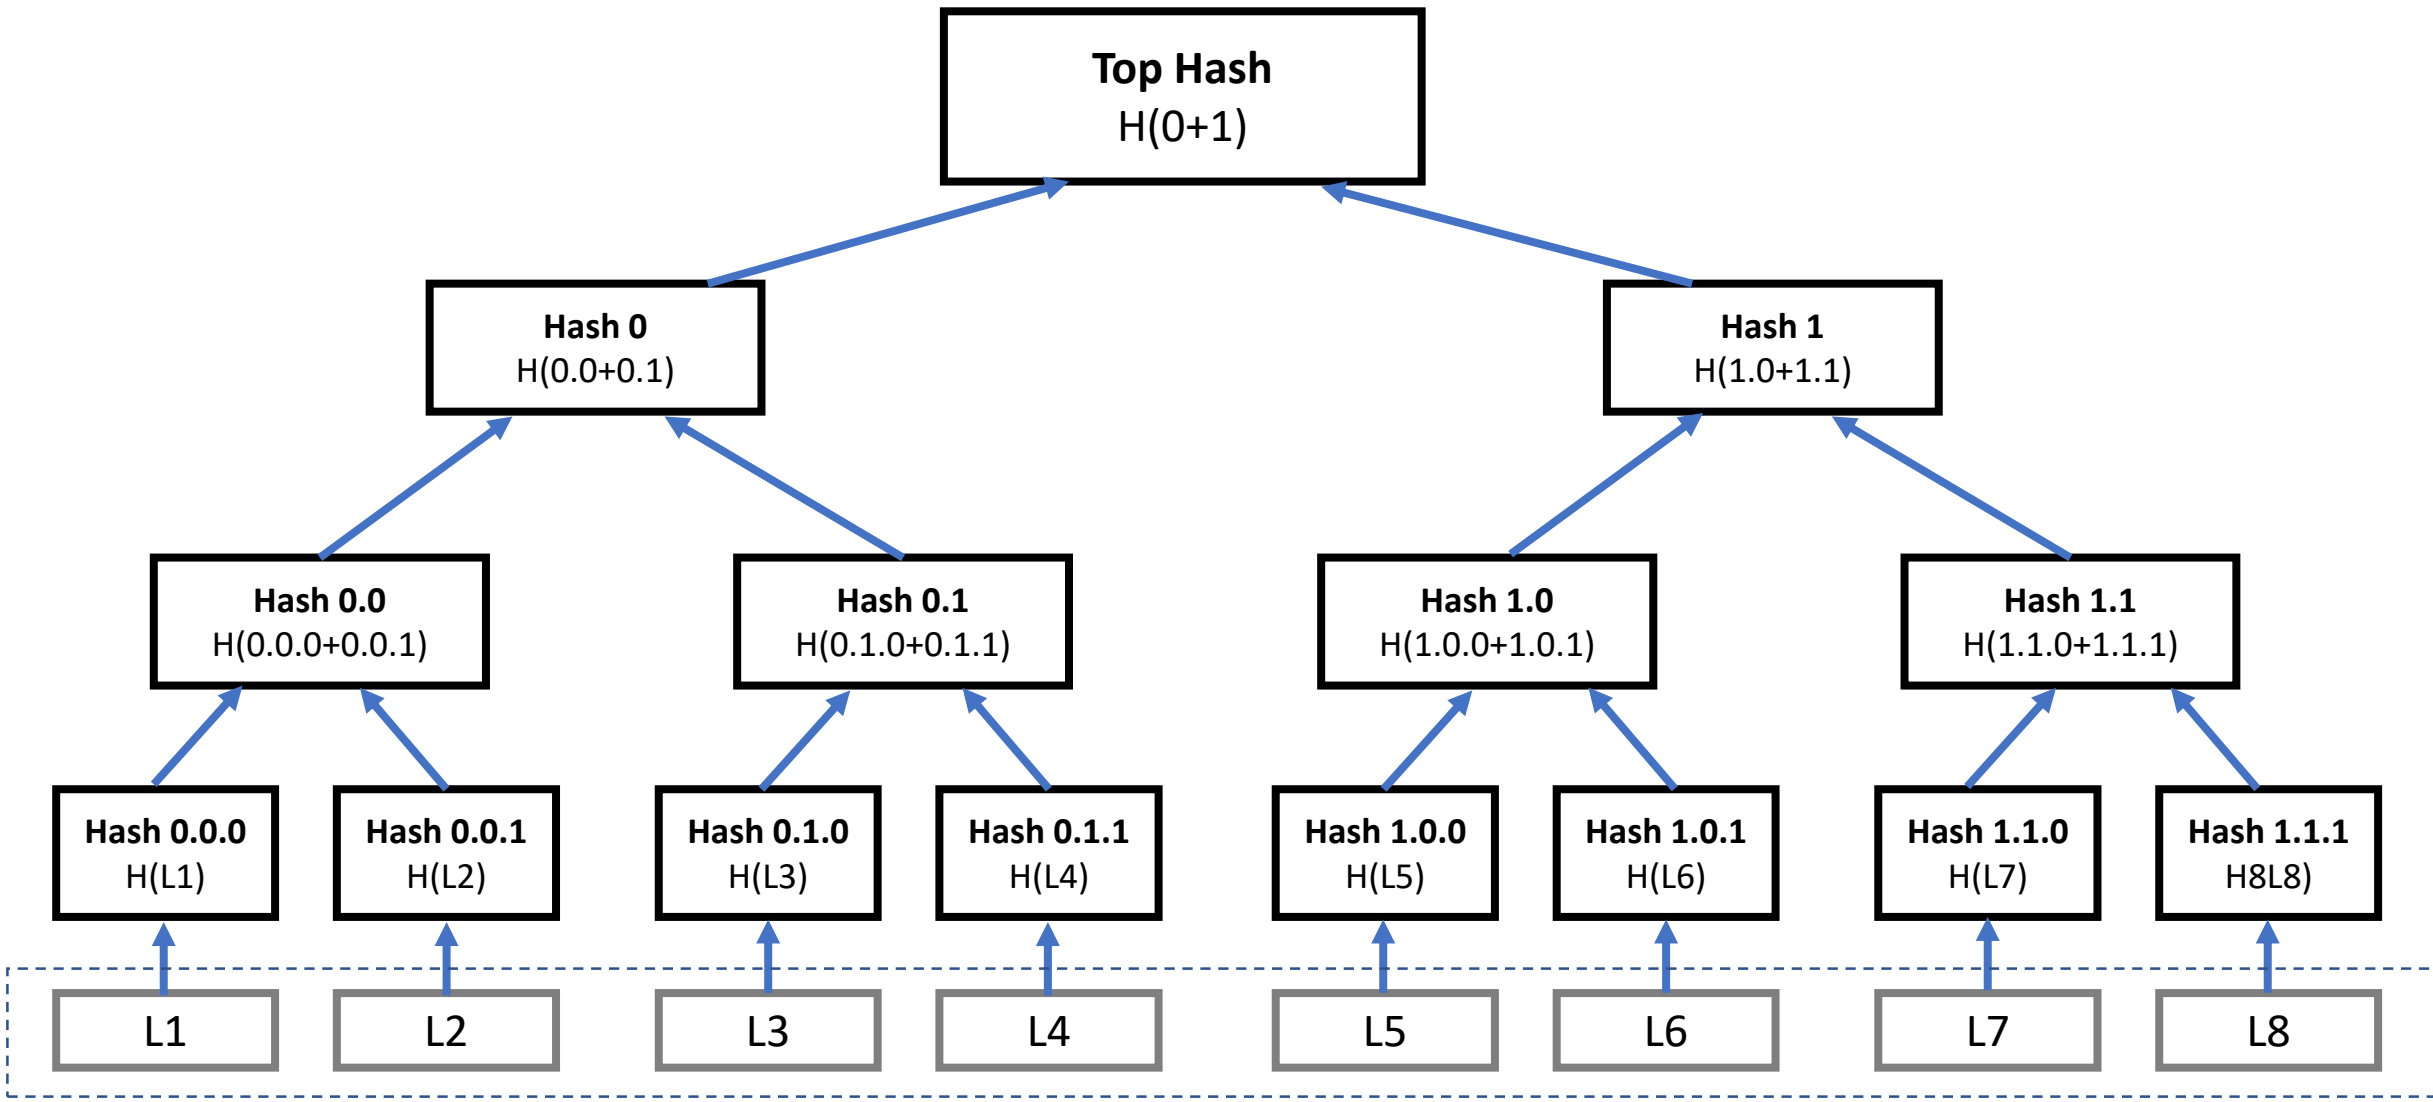 Top Hash
H(0+1)
Hash 0
H(0.0+0.1)
Hash 1
H(1.0+1.1)
Hash 0.0
H(0.0.0+0.0.1)
Hash 0.1
H(0.1.0+0.1.1)
Hash 1.0
H(1.0.0+1.0.1)
Hash 1.1
H(1.1.0+1.1.1)
Hash 0.0.0
H(L1)
Hash 0.0.1
H(L2)
Hash 0.1.0
H(L3)
Hash 0.1.1
H(L4)
Hash 1.0.0
H(L5)
Hash 1.0.1
H(L6)
Hash 1.1.0
H(L7)
Hash 1.1.1
H8L8)
L1
L2
L3
L4
L5
L6
L7
L8